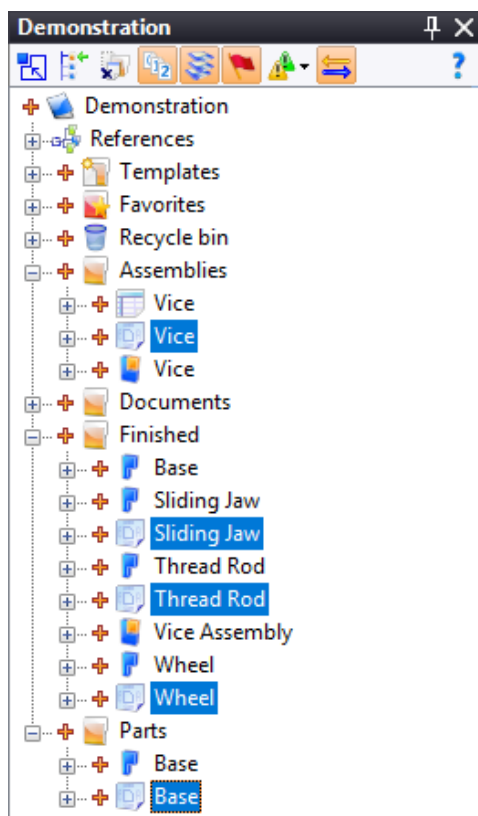 Demonstration
?
Demonstration
References
Templates
Favorites
Recycle bin
Assemblies
Vice
Vice
Vice
Documents
Finished
Base
Sliding Jaw
Sliding Jaw
Thread Rod
Thread Rod
Vice Assembly
Wheel
Wheel
Parts
Base
Base